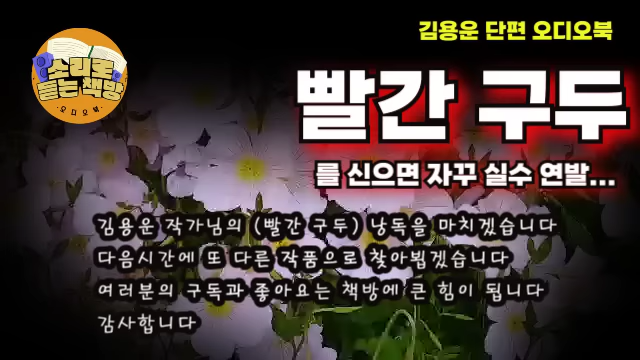 김용운 단편 오디오북
소리로
듣는 책방
오디오북
빨간 구두
를 신으면 자꾸 실수 연발...
김용운 작가님의 (빨간 구두) 낭독을 마치겠습니다
다음시간에 또 다른 작품으로 찾아뵙겠습니다
여러분의 구독과 좋아요는 책방에 큰 힘이 됩니다
감사합니다